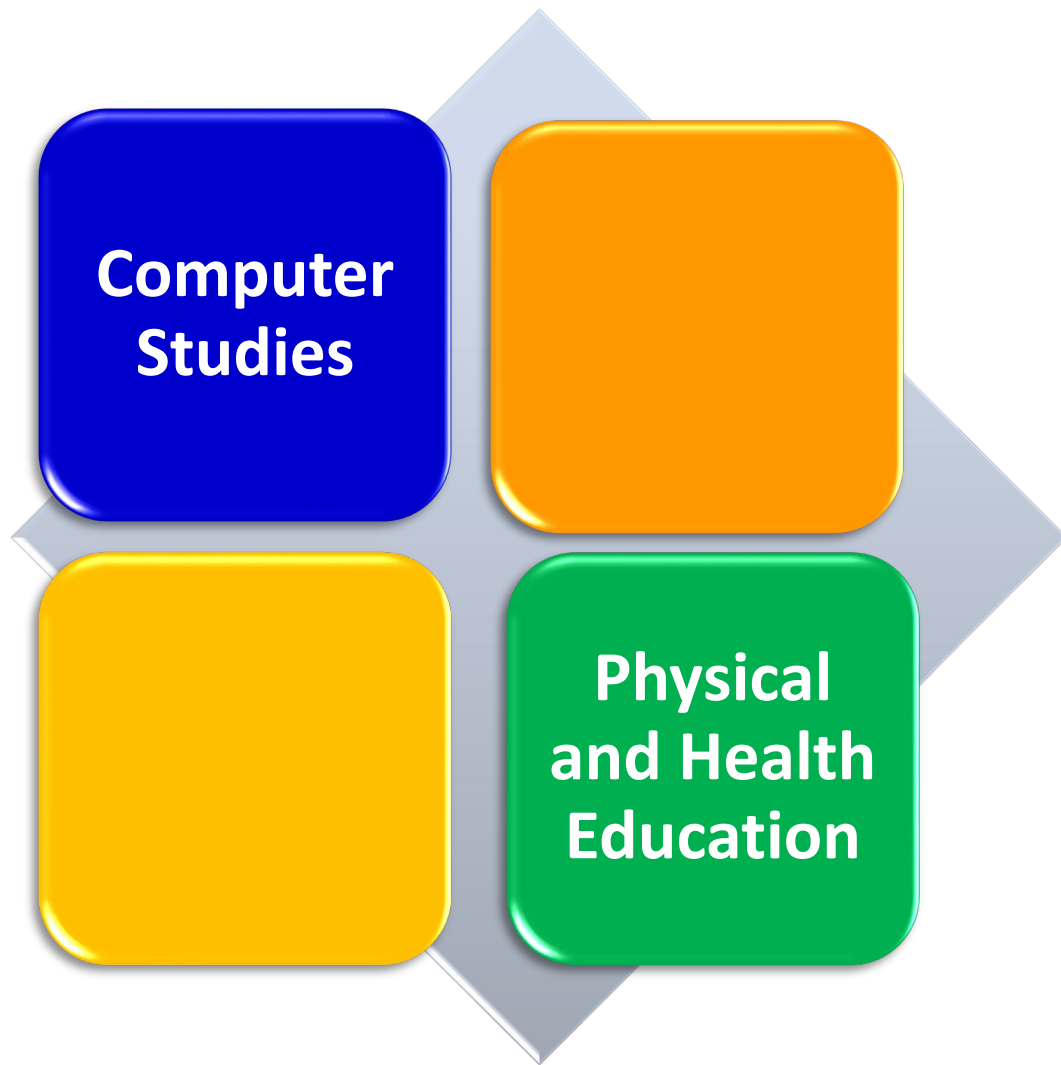 Computer
Studies
Physical
and Health
Education